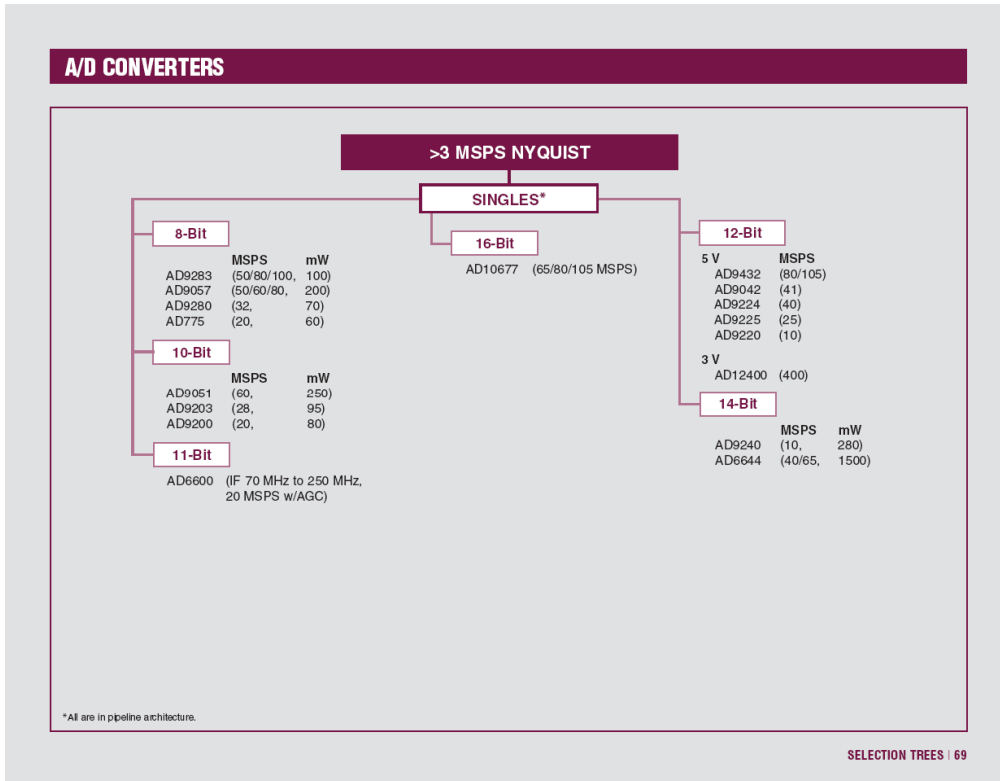 A/D CONVERTERS
>3 MSPS NYQUIST
SINGLES*
8-Bit
MSPS mW
AD9283 (50/80/100, 100)
AD9057 (50/60/80, 200)
AD9280 (32, 70)
AD775 (20, 60)
10-Bit
MSPS mW
AD9051 (60, 250)
AD9203 (28, 95)
AD9200 (20, 80)
11-Bit
AD6600 (IF 70 MHz to 250 MHz,
20 MSPS w/AGC)
16-Bit
AD10677 (65/80/105 MSPS)
12-Bit
5 V MSPS
AD9432 (80/105)
AD9042 (41)
AD9224 (40)
AD9225 (25)
AD9220 (10)
3 V
AD12400 (400)
14-Bit
MSPS mW
AD9240 (10, 280)
AD6644 (40/65, 1500)
*All are in pipeline architecture.
SELECTION TREES | 69